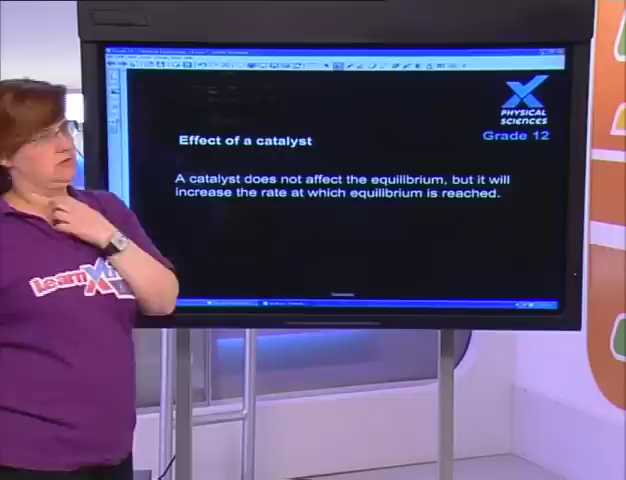 X
PHYSICAL
SCIENCES
Grade 12
Effect of a catalyst
A catalyst does not affect the equilibrium, but it will
increase the rate at which equilibrium is reached.
Learn X